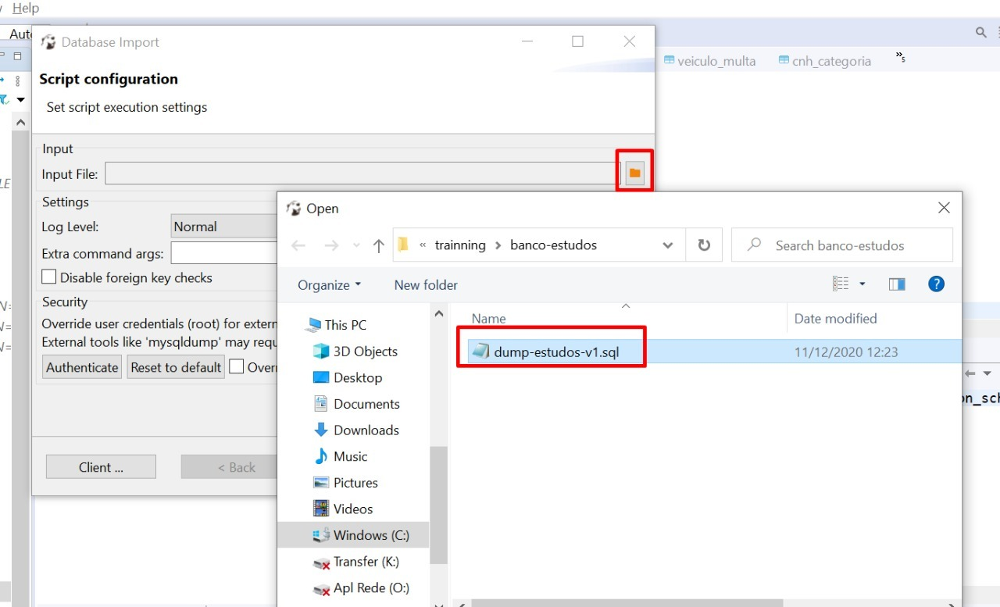 Help
Database Import
veiculo_multa
cnh_categoria
»5
Script configuration
Set script execution settings
Input
Input File:
Settings
Log Level:
Normal
Extra command args:
Disable foreign key checks
Security
Override user credentials (root) for extern
External tools like 'mysqldump' may requ
Authenticate
Reset to default
Overr
Client ...
< Back
Open
« trainning > banco-estudos
Search banco-estudos
Organize
New folder
?
Name
Date modified
dump-estudos-v1.sql
11/12/2020 12:23
This PC
3D Objects
Desktop
Documents
Downloads
Music
Pictures
Videos
Windows (C:)
Transfer (K:)
Apl Rede (O:)
LE
N=
N=
N=
on_sch